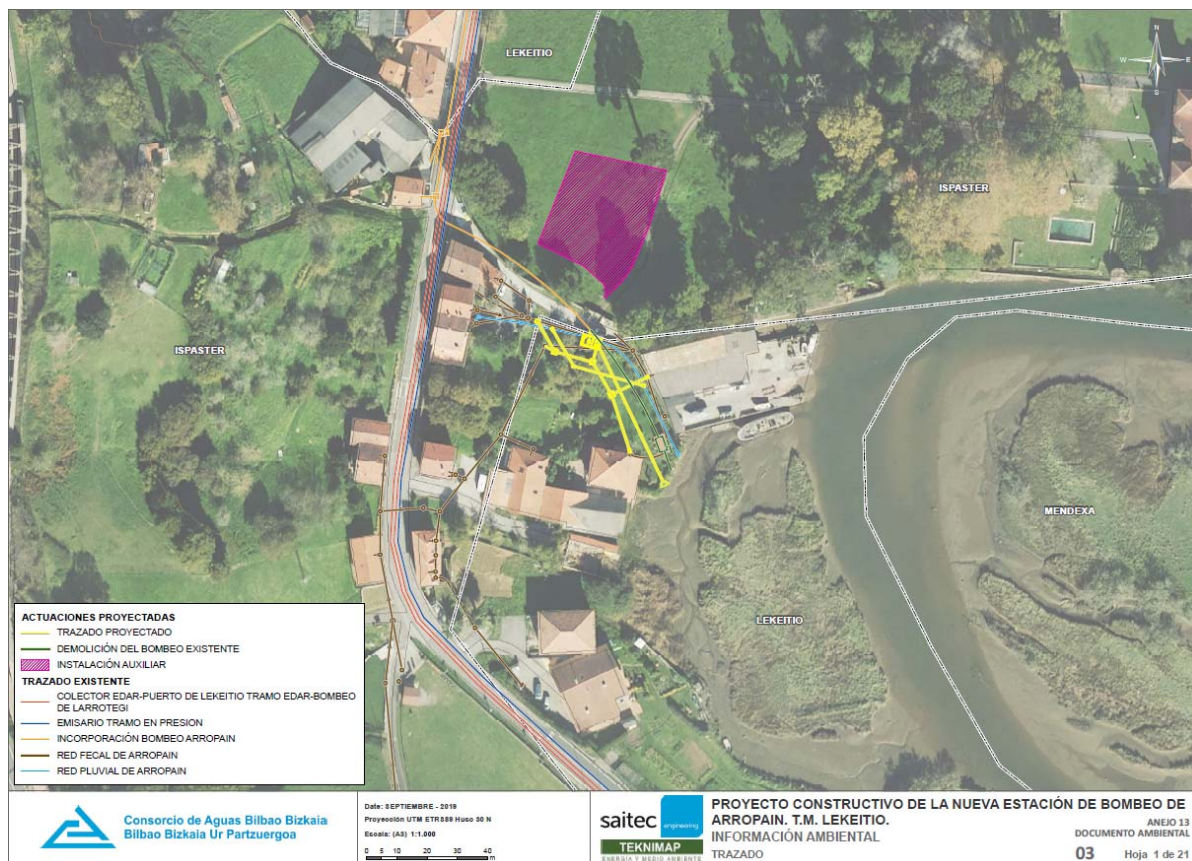 LEKEITIO
N
W
E
S
ISPASTER
ISPASTER
MENDEXA
LEKEITIO
ACTUACIONES PROYECTADAS
TRAZADO PROYECTADO
DEMOLICIÓN DEL BOMBEO EXISTENTE
INSTALACIÓN AUXILIAR
TRAZADO EXISTENTE
COLECTOR EDAR-PUERTO DE LEKEITIO TRAMO EDAR-BOMBEO
DE LARROTEGI
EMISARIO TRAMO EN PRESION
INCORPORACIÓN BOMBEO ARROPAIN
RED FECAL DE ARROPAIN
RED PLUVIAL DE ARROPAIN
Consorcio de Aguas Bilbao Bizkaia
Bilbao Bizkaia Ur Partzuergoa
Date: SEPTIEMBRE - 2019
Proyección UTM ETRS89 Huso 30 N
Escala: (A3) 1:1.000
0 5 10 20 30 40
m
saitec engineering
TEKNIMAP
ENERGÍA Y MEDIO AMBIENTE
PROYECTO CONSTRUCTIVO DE LA NUEVA ESTACIÓN DE BOMBEO DE
ARROPAIN. T.M. LEKEITIO.
INFORMACIÓN AMBIENTAL
TRAZADO
ANEJO 13
DOCUMENTO AMBIENTAL
03 Hoja 1 de 21